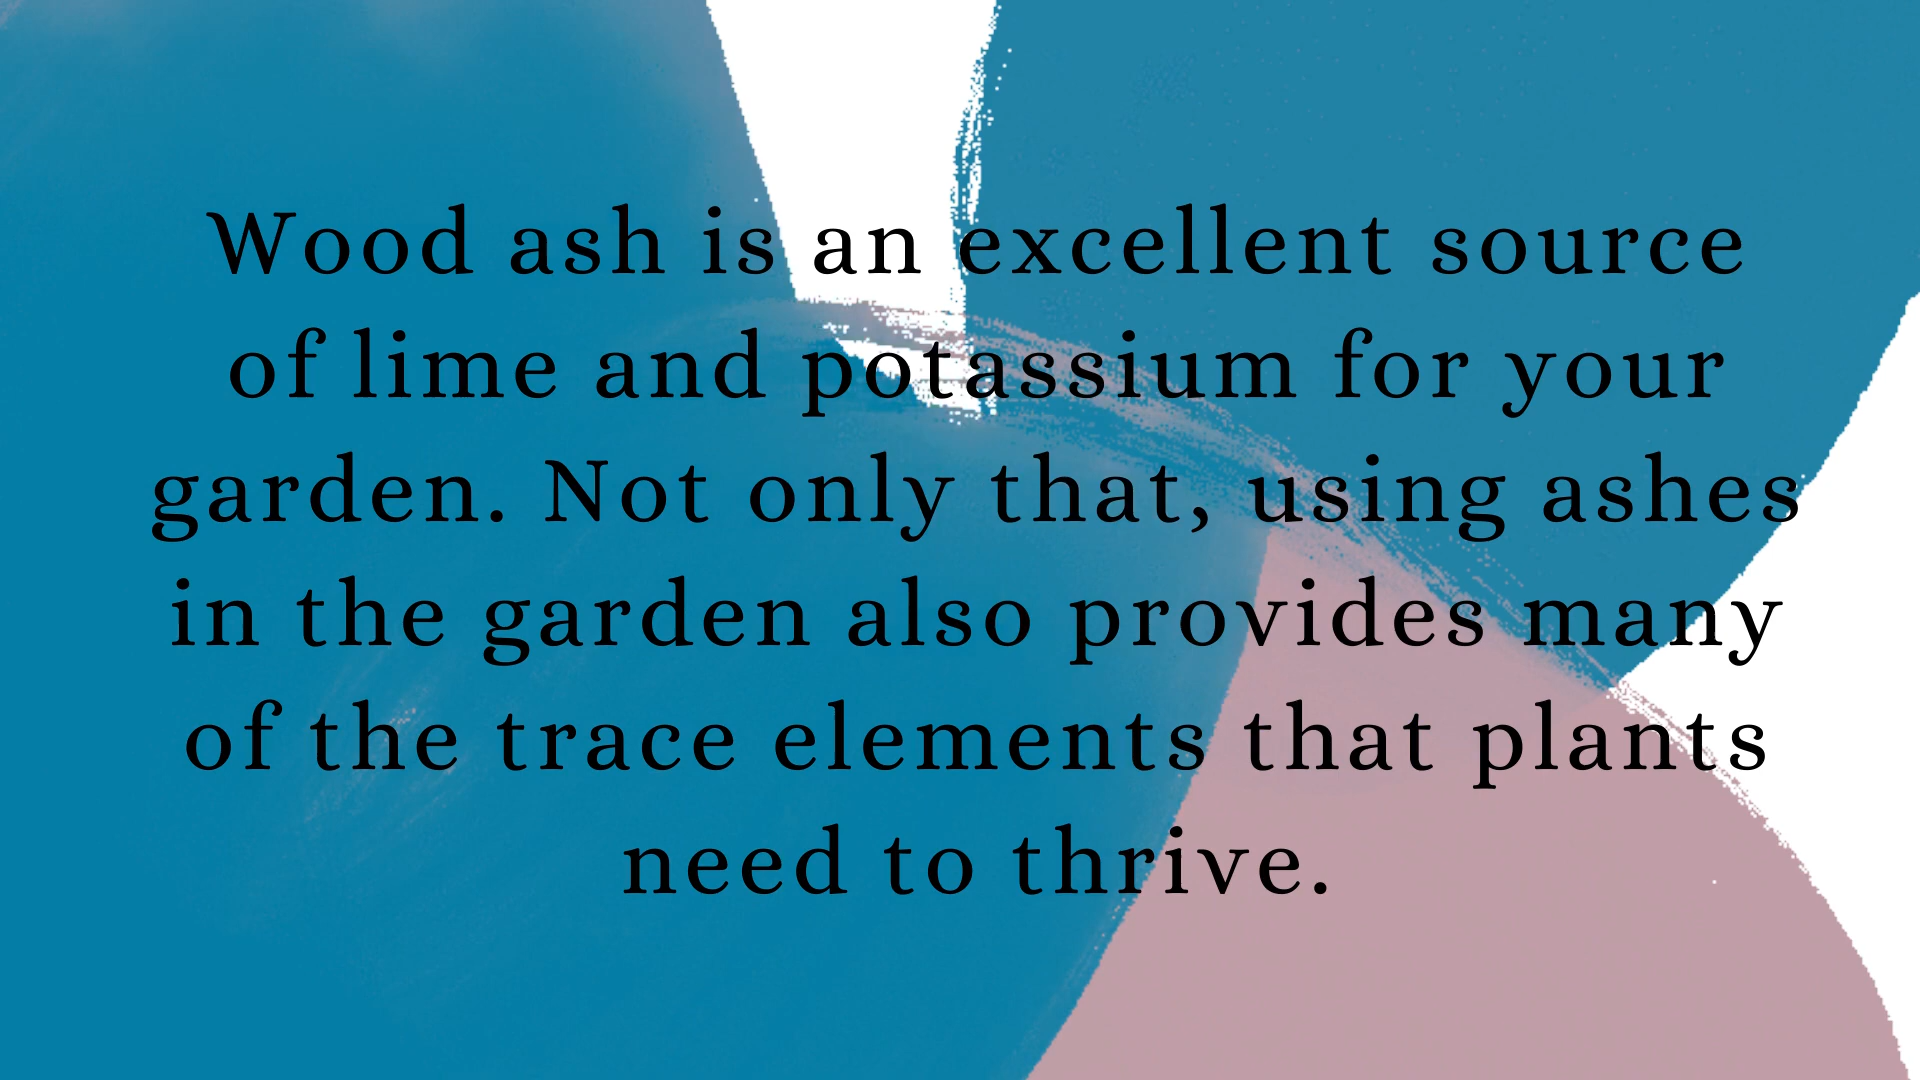 Wood ash is an excellent source
of lime and potassium for your
garden. Not only that, using ashes
in the garden also provides many
of the trace elements that plants
need to thrive.